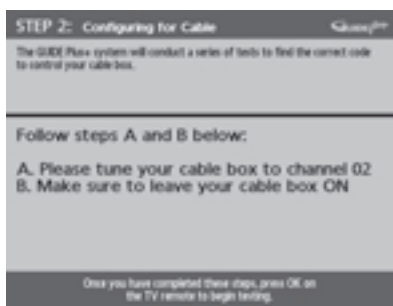 STEP 2: Configuring for Cable
The GUIDE Plus+ system will conduct a series of tests to find the correct code
to control your cable box.
Follow steps A and B below:
A. Please tune your cable box to channel 02
B. Make sure to leave your cable box ON
Once you have completed these steps, press OK on
the TV remote to begin testing.